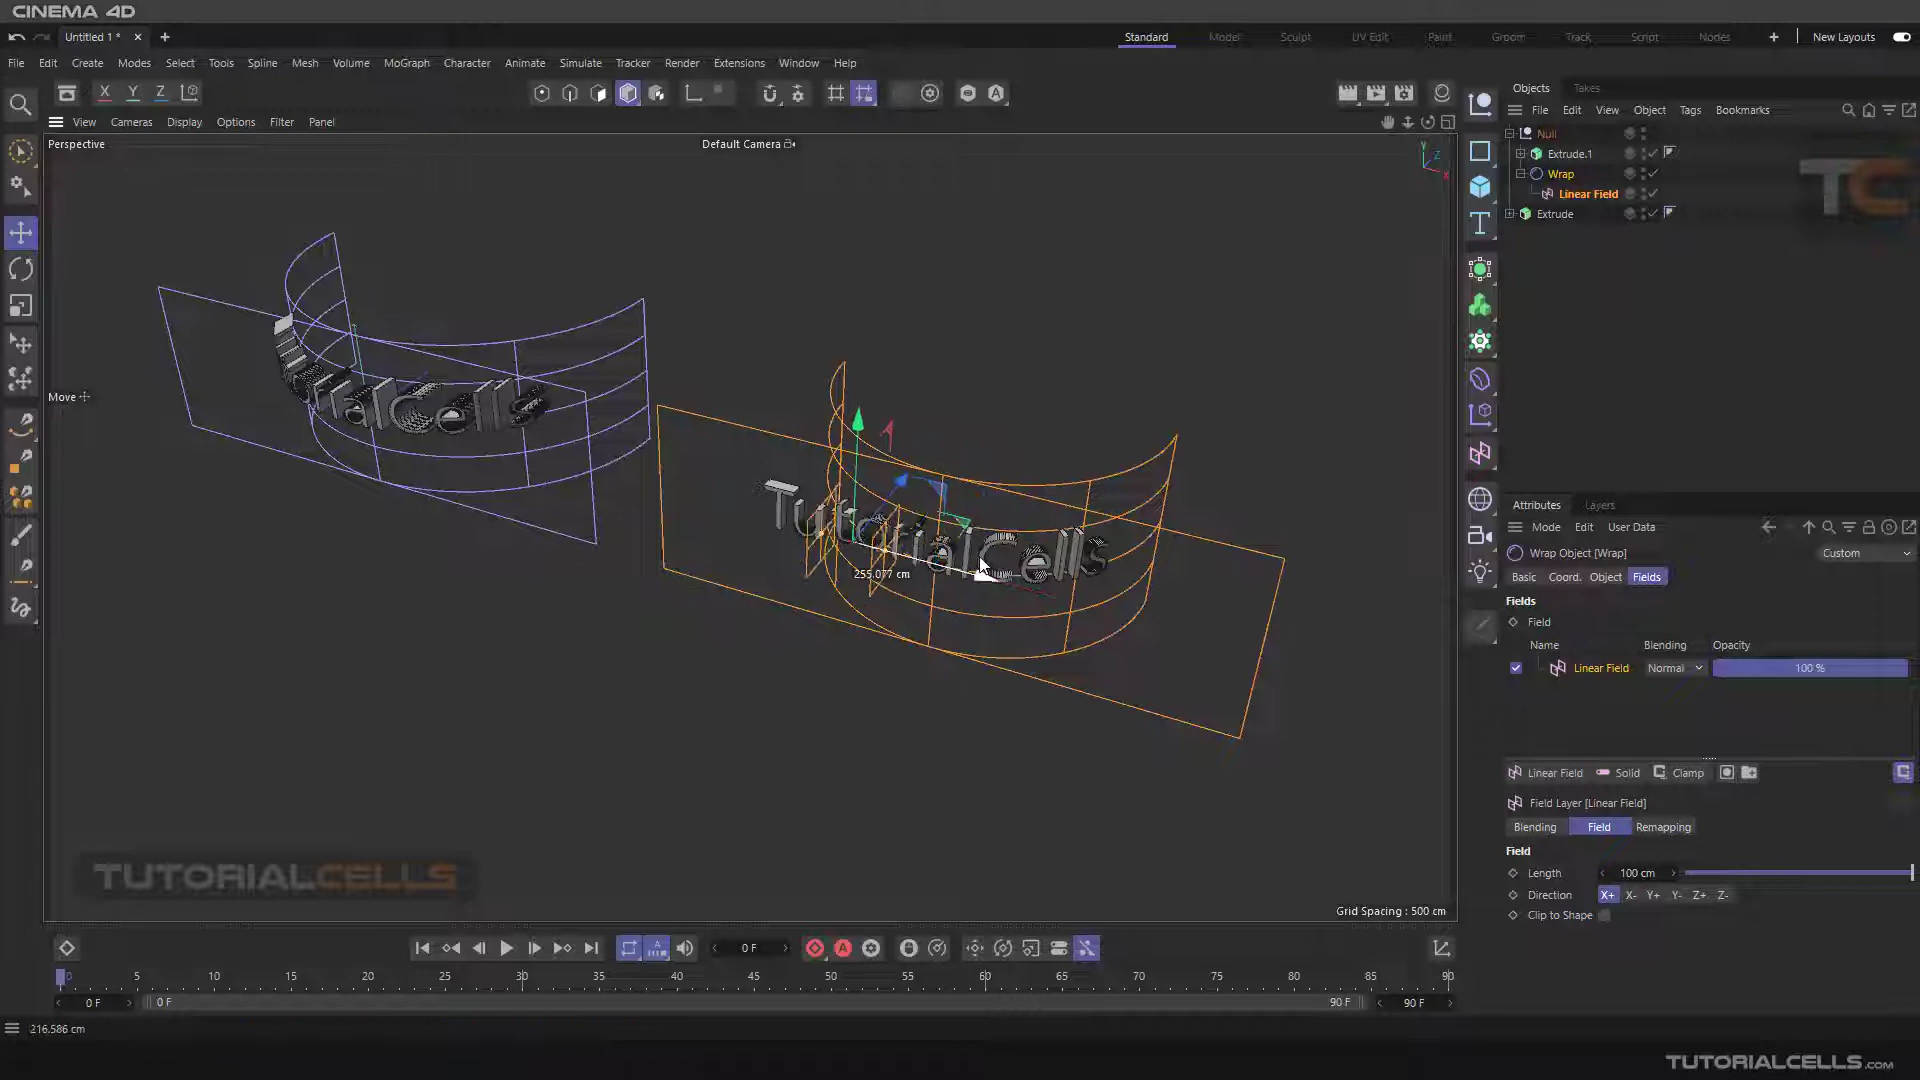 CINEMA 4D
Untitled 1 *
Standard
Model
Sculpt
UV Edit
Paint
Groom
Track
Script
Nodes
New Layouts
File Edit Create Modes Select Tools Spline Mesh Volume MoGraph Character Animate Simulate Tracker Render Extensions Window Help
X Y Z
View Cameras Display Options Filter Panel
Perspective
Default Camera
Move
TutorialCells
TutorialCells
255.077 cm
TUTORIALCELLS
Grid Spacing : 500 cm
0 F
0 5 10 15 20 25 30 35 40 45 50 55 60 65 70 75 80 85 90
0 F
0 F
90 F
90 F
216.586 cm
Objects Takes
File Edit View Object Tags Bookmarks
Null
Extrude.1
Wrap
Linear Field
Extrude
TC
Attributes Layers
Mode Edit User Data
Wrap Object [Wrap]
Custom
Basic Coord. Object Fields
Fields
Field
Name Blending Opacity
Linear Field Normal 100 %
Linear Field Solid Clamp
Field Layer [Linear Field]
Blending Field Remapping
Field
Length 100 cm
Direction X+ X- Y+ Y- Z+ Z-
Clip to Shape
TUTORIALCELLS.COM